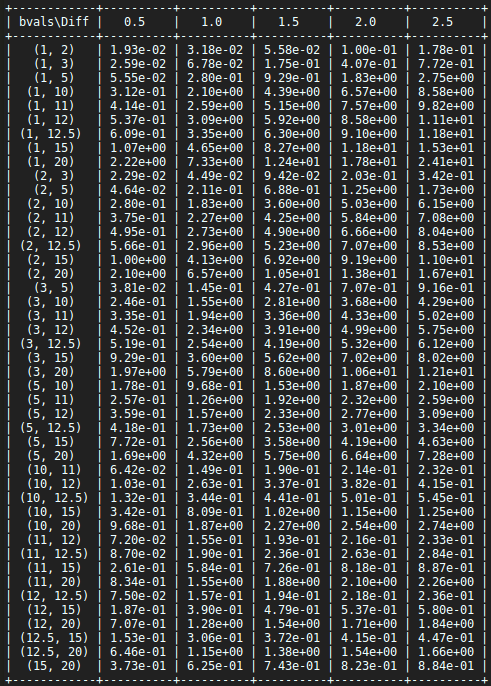 +-------------+----------+----------+----------+----------+----------+
| bvals\Diff | 0.5 | 1.0 | 1.5 | 2.0 | 2.5 |
+-------------+----------+----------+----------+----------+----------+
| (1, 2) | 1.93e-02 | 3.18e-02 | 5.58e-02 | 1.00e-01 | 1.78e-01 |
| (1, 3) | 2.59e-02 | 6.78e-02 | 1.75e-01 | 4.07e-01 | 7.72e-01 |
| (1, 5) | 5.55e-02 | 2.80e-01 | 9.29e-01 | 1.83e+00 | 2.75e+00 |
| (1, 10) | 3.12e-01 | 2.10e+00 | 4.39e+00 | 6.57e+00 | 8.58e+00 |
| (1, 11) | 4.14e-01 | 2.59e+00 | 5.15e+00 | 7.57e+00 | 9.82e+00 |
| (1, 12) | 5.37e-01 | 3.09e+00 | 5.92e+00 | 8.58e+00 | 1.11e+01 |
| (1, 12.5) | 6.09e-01 | 3.35e+00 | 6.30e+00 | 9.10e+00 | 1.18e+01 |
| (1, 15) | 1.07e+00 | 4.65e+00 | 8.27e+00 | 1.18e+01 | 1.53e+01 |
| (1, 20) | 2.22e+00 | 7.33e+00 | 1.24e+01 | 1.78e+01 | 2.41e+01 |
| (2, 3) | 2.29e-02 | 4.49e-02 | 9.42e-02 | 2.03e-01 | 3.42e-01 |
| (2, 5) | 4.64e-02 | 2.11e-01 | 6.88e-01 | 1.25e+00 | 1.73e+00 |
| (2, 10) | 2.80e-01 | 1.83e+00 | 3.60e+00 | 5.03e+00 | 6.15e+00 |
| (2, 11) | 3.75e-01 | 2.27e+00 | 4.25e+00 | 5.84e+00 | 7.08e+00 |
| (2, 12) | 4.95e-01 | 2.73e+00 | 4.90e+00 | 6.66e+00 | 8.04e+00 |
| (2, 12.5) | 5.66e-01 | 2.96e+00 | 5.23e+00 | 7.07e+00 | 8.53e+00 |
| (2, 15) | 1.00e+00 | 4.13e+00 | 6.92e+00 | 9.19e+00 | 1.10e+01 |
| (2, 20) | 2.10e+00 | 6.57e+00 | 1.05e+01 | 1.38e+01 | 1.67e+01 |
| (3, 5) | 3.81e-02 | 1.45e-01 | 4.27e-01 | 7.07e-01 | 9.16e-01 |
| (3, 10) | 2.46e-01 | 1.55e+00 | 2.81e+00 | 3.68e+00 | 4.29e+00 |
| (3, 11) | 3.35e-01 | 1.94e+00 | 3.36e+00 | 4.33e+00 | 5.02e+00 |
| (3, 12) | 4.52e-01 | 2.34e+00 | 3.91e+00 | 4.99e+00 | 5.75e+00 |
| (3, 12.5) | 5.19e-01 | 2.54e+00 | 4.19e+00 | 5.32e+00 | 6.12e+00 |
| (3, 15) | 9.29e-01 | 3.60e+00 | 5.62e+00 | 7.02e+00 | 8.02e+00 |
| (3, 20) | 1.97e+00 | 5.79e+00 | 8.60e+00 | 1.06e+01 | 1.21e+01 |
| (5, 10) | 1.78e-01 | 9.68e-01 | 1.53e+00 | 1.87e+00 | 2.10e+00 |
| (5, 11) | 2.57e-01 | 1.26e+00 | 1.92e+00 | 2.32e+00 | 2.59e+00 |
| (5, 12) | 3.59e-01 | 1.57e+00 | 2.33e+00 | 2.77e+00 | 3.09e+00 |
| (5, 12.5) | 4.18e-01 | 1.73e+00 | 2.53e+00 | 3.01e+00 | 3.34e+00 |
| (5, 15) | 7.72e-01 | 2.56e+00 | 3.58e+00 | 4.19e+00 | 4.63e+00 |
| (5, 20) | 1.69e+00 | 4.32e+00 | 5.75e+00 | 6.64e+00 | 7.28e+00 |
| (10, 11) | 6.42e-02 | 1.49e-01 | 1.90e-01 | 2.14e-01 | 2.32e-01 |
| (10, 12) | 1.03e-01 | 2.63e-01 | 3.37e-01 | 3.82e-01 | 4.15e-01 |
| (10, 12.5) | 1.32e-01 | 3.44e-01 | 4.41e-01 | 5.01e-01 | 5.45e-01 |
| (10, 15) | 3.42e-01 | 8.09e-01 | 1.02e+00 | 1.15e+00 | 1.25e+00 |
| (10, 20) | 9.68e-01 | 1.87e+00 | 2.27e+00 | 2.54e+00 | 2.74e+00 |
| (11, 12) | 7.20e-02 | 1.55e-01 | 1.93e-01 | 2.16e-01 | 2.33e-01 |
| (11, 12.5) | 8.70e-02 | 1.90e-01 | 2.36e-01 | 2.63e-01 | 2.84e-01 |
| (11, 15) | 2.61e-01 | 5.84e-01 | 7.26e-01 | 8.18e-01 | 8.87e-01 |
| (11, 20) | 8.34e-01 | 1.55e+00 | 1.88e+00 | 2.10e+00 | 2.26e+00 |
| (12, 12.5) | 7.50e-02 | 1.57e-01 | 1.94e-01 | 2.18e-01 | 2.36e-01 |
| (12, 15) | 1.87e-01 | 3.90e-01 | 4.79e-01 | 5.37e-01 | 5.80e-01 |
| (12, 20) | 7.07e-01 | 1.28e+00 | 1.54e+00 | 1.71e+00 | 1.84e+00 |
| (12.5, 15) | 1.53e-01 | 3.06e-01 | 3.72e-01 | 4.15e-01 | 4.47e-01 |
| (12.5, 20) | 6.46e-01 | 1.15e+00 | 1.38e+00 | 1.54e+00 | 1.66e+00 |
| (15, 20) | 3.73e-01 | 6.25e-01 | 7.43e-01 | 8.23e-01 | 8.84e-01 |
+-------------+----------+----------+----------+----------+----------+